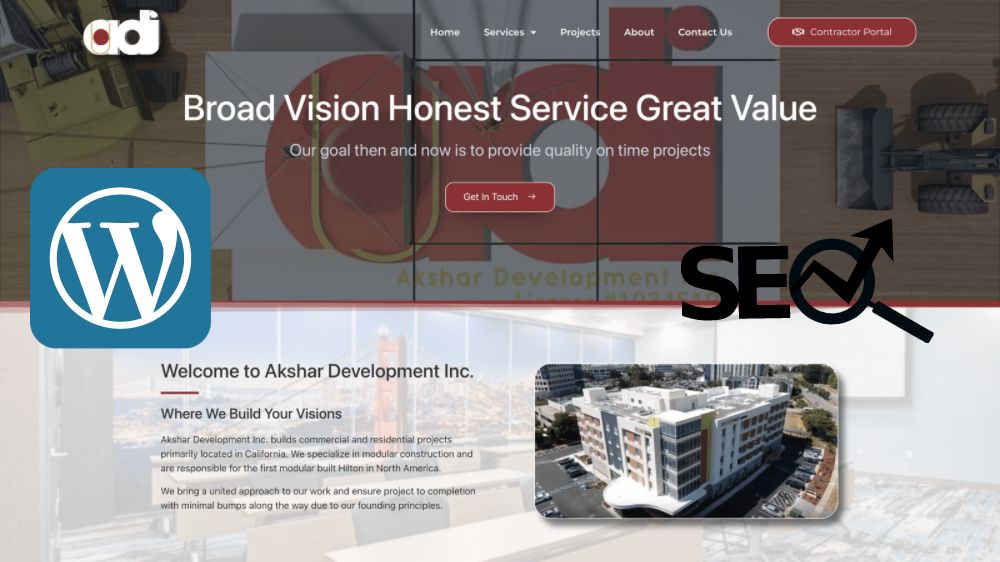 adi
Home Services Projects About Contact Us Contractor Portal
Broad Vision Honest Service Great Value
Our goal then and now is to provide quality on time projects
Get In Touch
adi
Akshar Development
W
SEO
Welcome to Akshar Development Inc.
Where We Build Your Visions
Akshar Development Inc. builds commercial and residential projects
primarily located in California. We specialize in modular construction and
are responsible for the first modular built Hilton in North America.
We bring a united approach to our work and ensure project to completion
with minimal bumps along the way due to our founding principles.